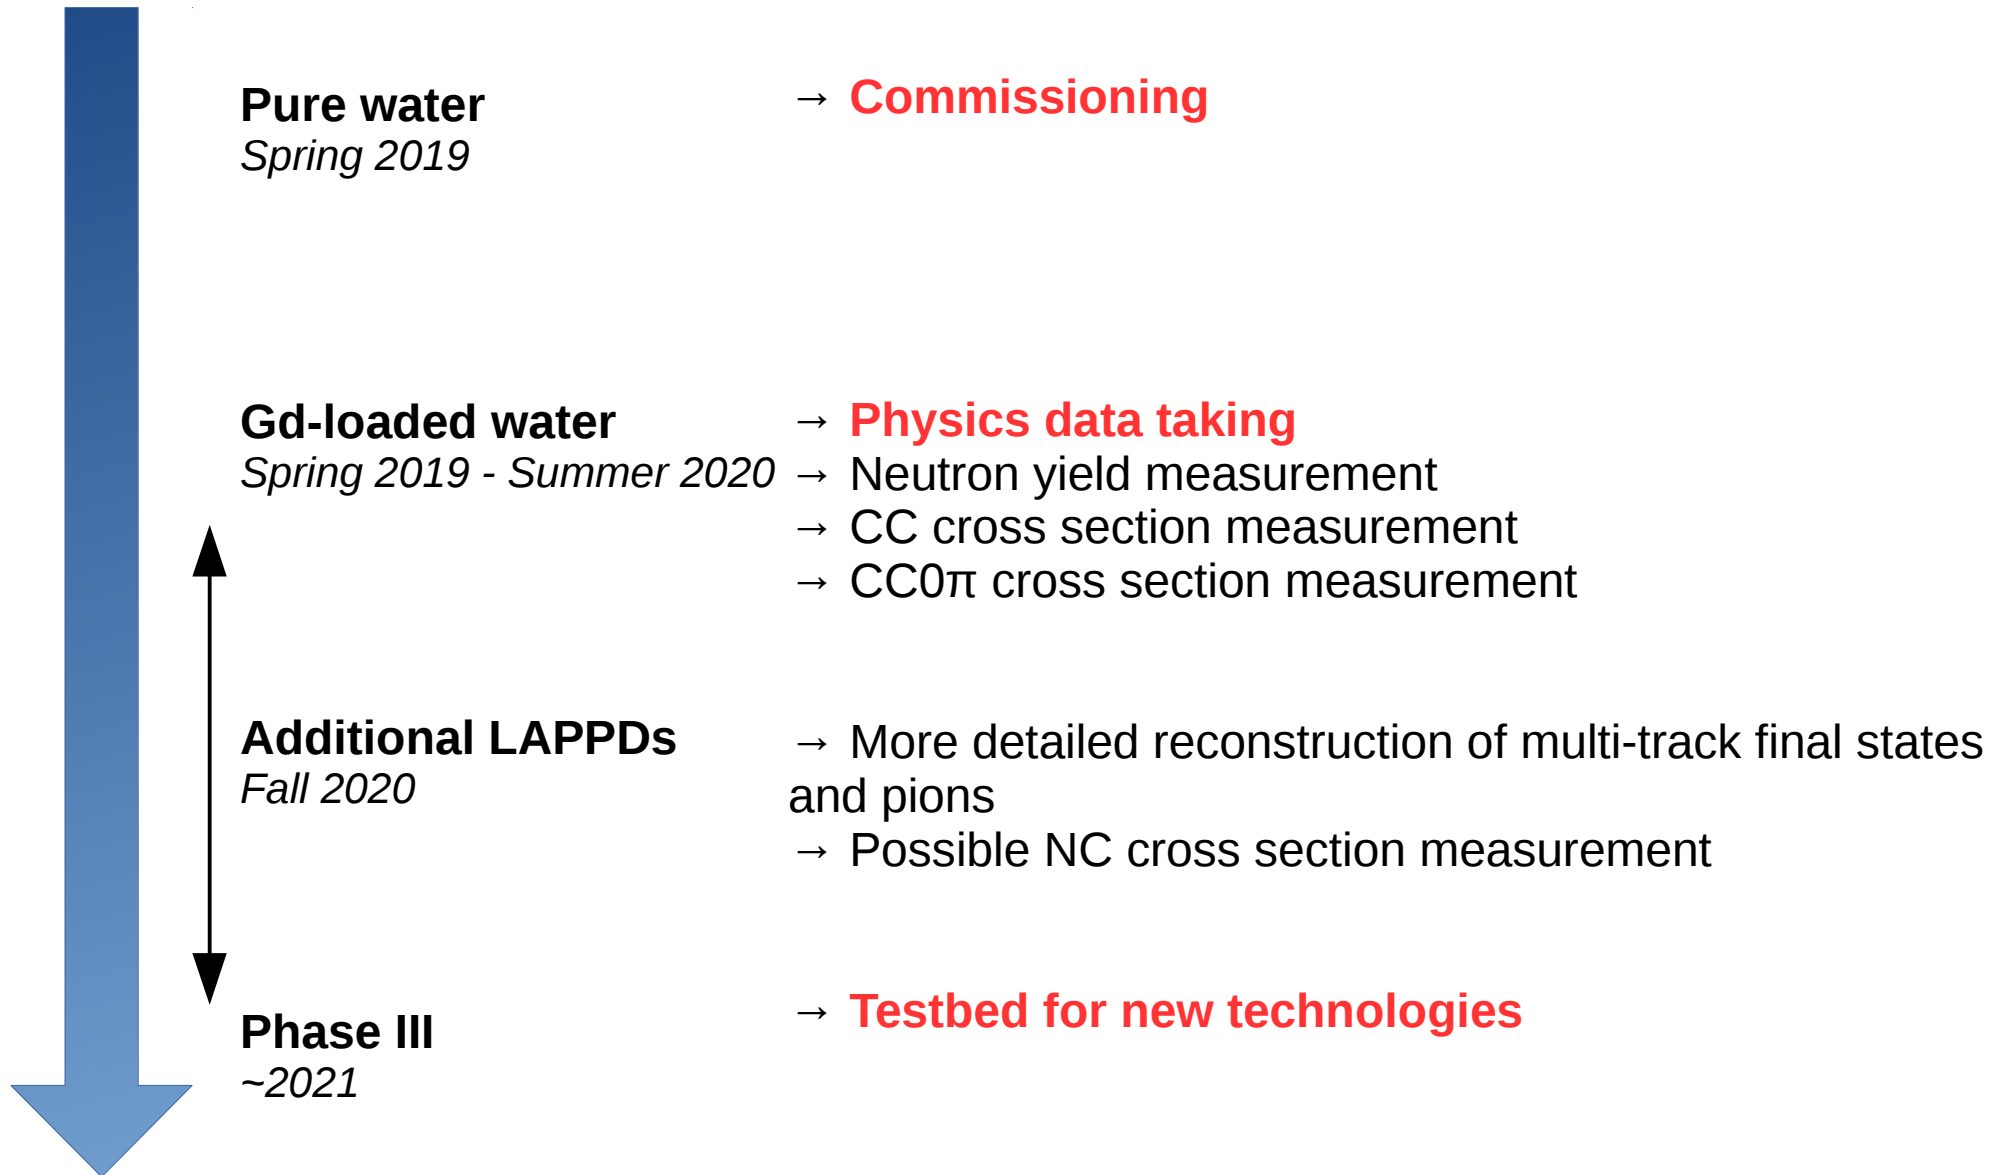 Pure water
Spring 2019
→ Commissioning
Gd-loaded water
Spring 2019 - Summer 2020
→ Physics data taking
→ Neutron yield measurement
→ CC cross section measurement
→ CC0π cross section measurement
Additional LAPPDs
Fall 2020
→ More detailed reconstruction of multi-track final states
and pions
→ Possible NC cross section measurement
Phase III
~2021
→ Testbed for new technologies